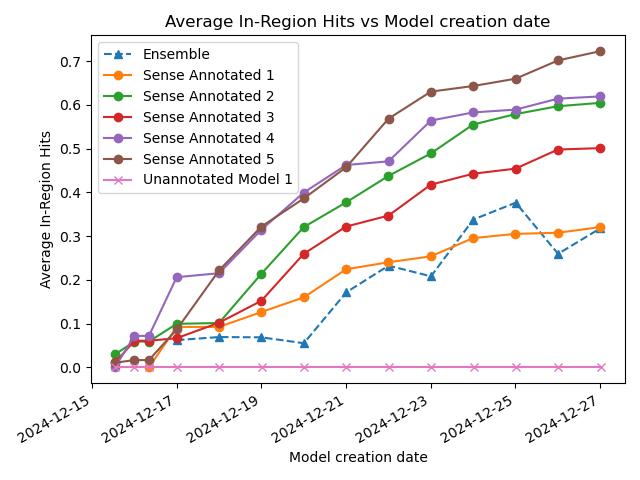 Average In-Region Hits vs Model creation date
Ensemble
Sense Annotated 1
Sense Annotated 2
Sense Annotated 3
Sense Annotated 4
Sense Annotated 5
Unannotated Model 1
Average In-Region Hits
0.7
0.6
0.5
0.4
0.3
0.2
0.1
0.0
2024-12-15
2024-12-17
2024-12-19
2024-12-21
2024-12-23
2024-12-25
2024-12-27
Model creation date